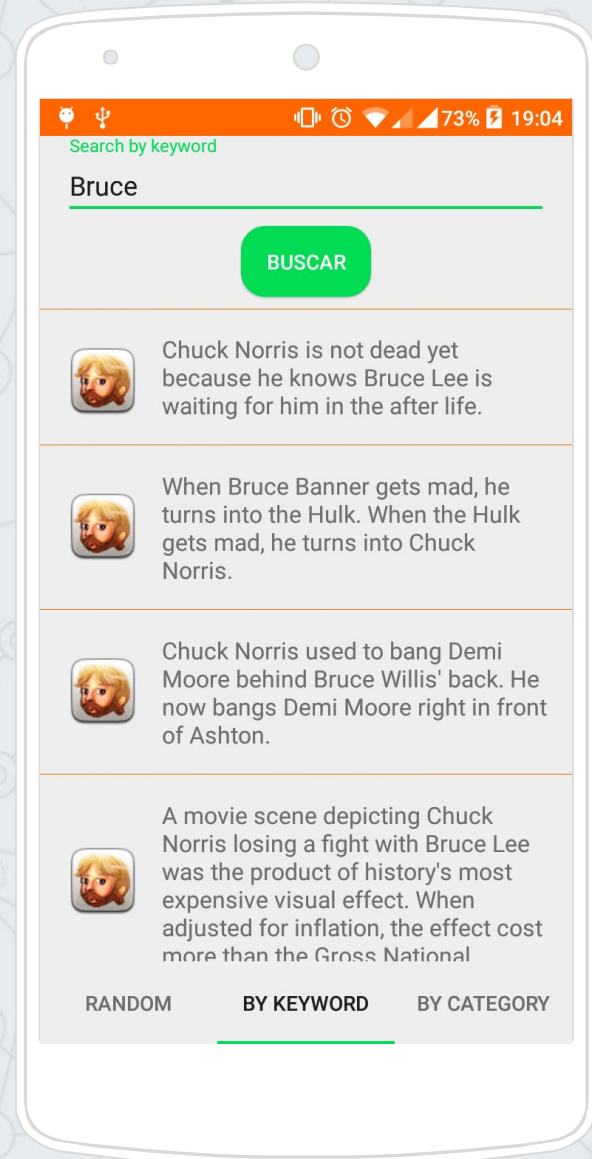 73% 19:04
Search by keyword
Bruce
BUSCAR
Chuck Norris is not dead yet
because he knows Bruce Lee is
waiting for him in the after life.
When Bruce Banner gets mad, he
turns into the Hulk. When the Hulk
gets mad, he turns into Chuck
Norris.
Chuck Norris used to bang Demi
Moore behind Bruce Willis' back. He
now bangs Demi Moore right in front
of Ashton.
A movie scene depicting Chuck
Norris losing a fight with Bruce Lee
was the product of history's most
expensive visual effect. When
adjusted for inflation, the effect cost
more than the Gross National
RANDOM BY KEYWORD BY CATEGORY